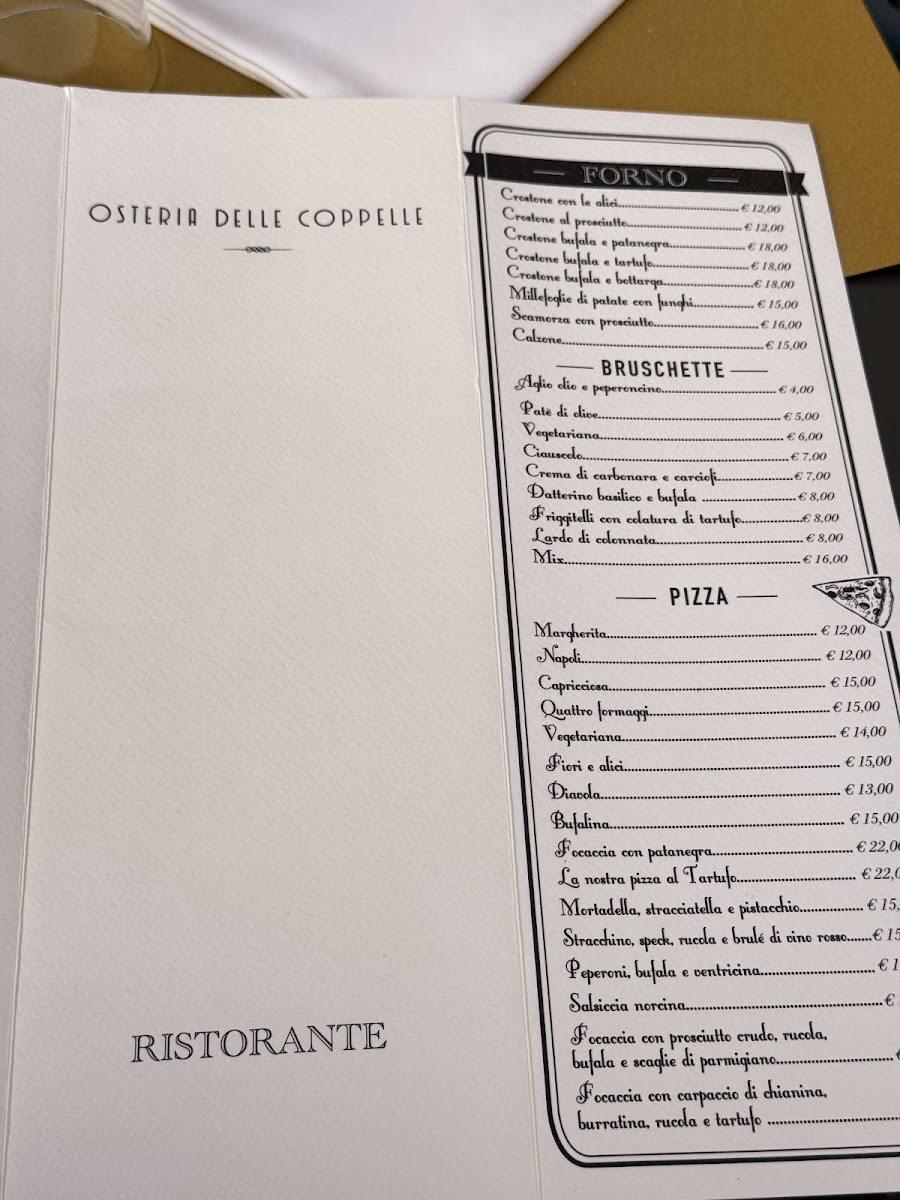 OSTERIA DELLE COPPELLE
RISTORANTE
FORNO
Crostone con le alici € 12,00
Crostone al prosciutto € 12,00
Crostone bufala e patanegra € 18,00
Crostone bufala e tartufo € 18,00
Crostone bufala e bottarga € 18,00
Millefoglie di patate con funghi € 15,00
Scamorza con prosciutto € 16,00
Calzone € 15,00
BRUSCHETTE
Aglio olio e peperoncino € 4,00
Patè di olive € 5,00
Vegetariana € 6,00
Ciauscolo € 7,00
Crema di carbonara e carciofi € 7,00
Datterino basilico e bufala € 8,00
Friggitelli con colatura di tartufo € 8,00
Lardo di colonnata € 8,00
Mix € 16,00
PIZZA
Margherita € 12,00
Napoli € 12,00
Capricciosa € 15,00
Quattro formaggi € 15,00
Vegetariana € 14,00
Fiori e alici € 15,00
Diavola € 13,00
Bufalina € 15,00
Focaccia con patanegra € 22,0
La nostra pizza al Tartufo € 22,
Mortadella, stracciatella e pistacchio € 15,
Stracchino, speck, rucola e brulé di vino rosso € 15
Peperoni, bufala e ventricina € 1
Salsiccia norcina €
Focaccia con prosciutto crudo, rucola,
bufala e scaglie di parmigiano
Focaccia con carpaccio di chianina,
burratina, rucola e tartufo